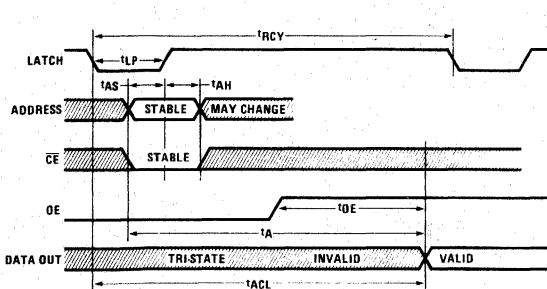 tRCY
LATCH
tLP
tAS
tAH
ADDRESS
STABLE
MAY CHANGE
CE
STABLE
OE
tOE
tA
DATA OUT
TRI-STATE
INVALID
VALID
tACL